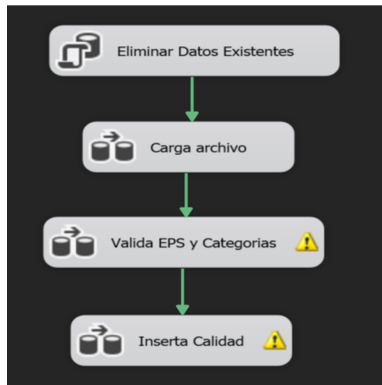 Eliminar Datos Existentes
Carga archivo
Valida EPS y Categorias
Inserta Calidad